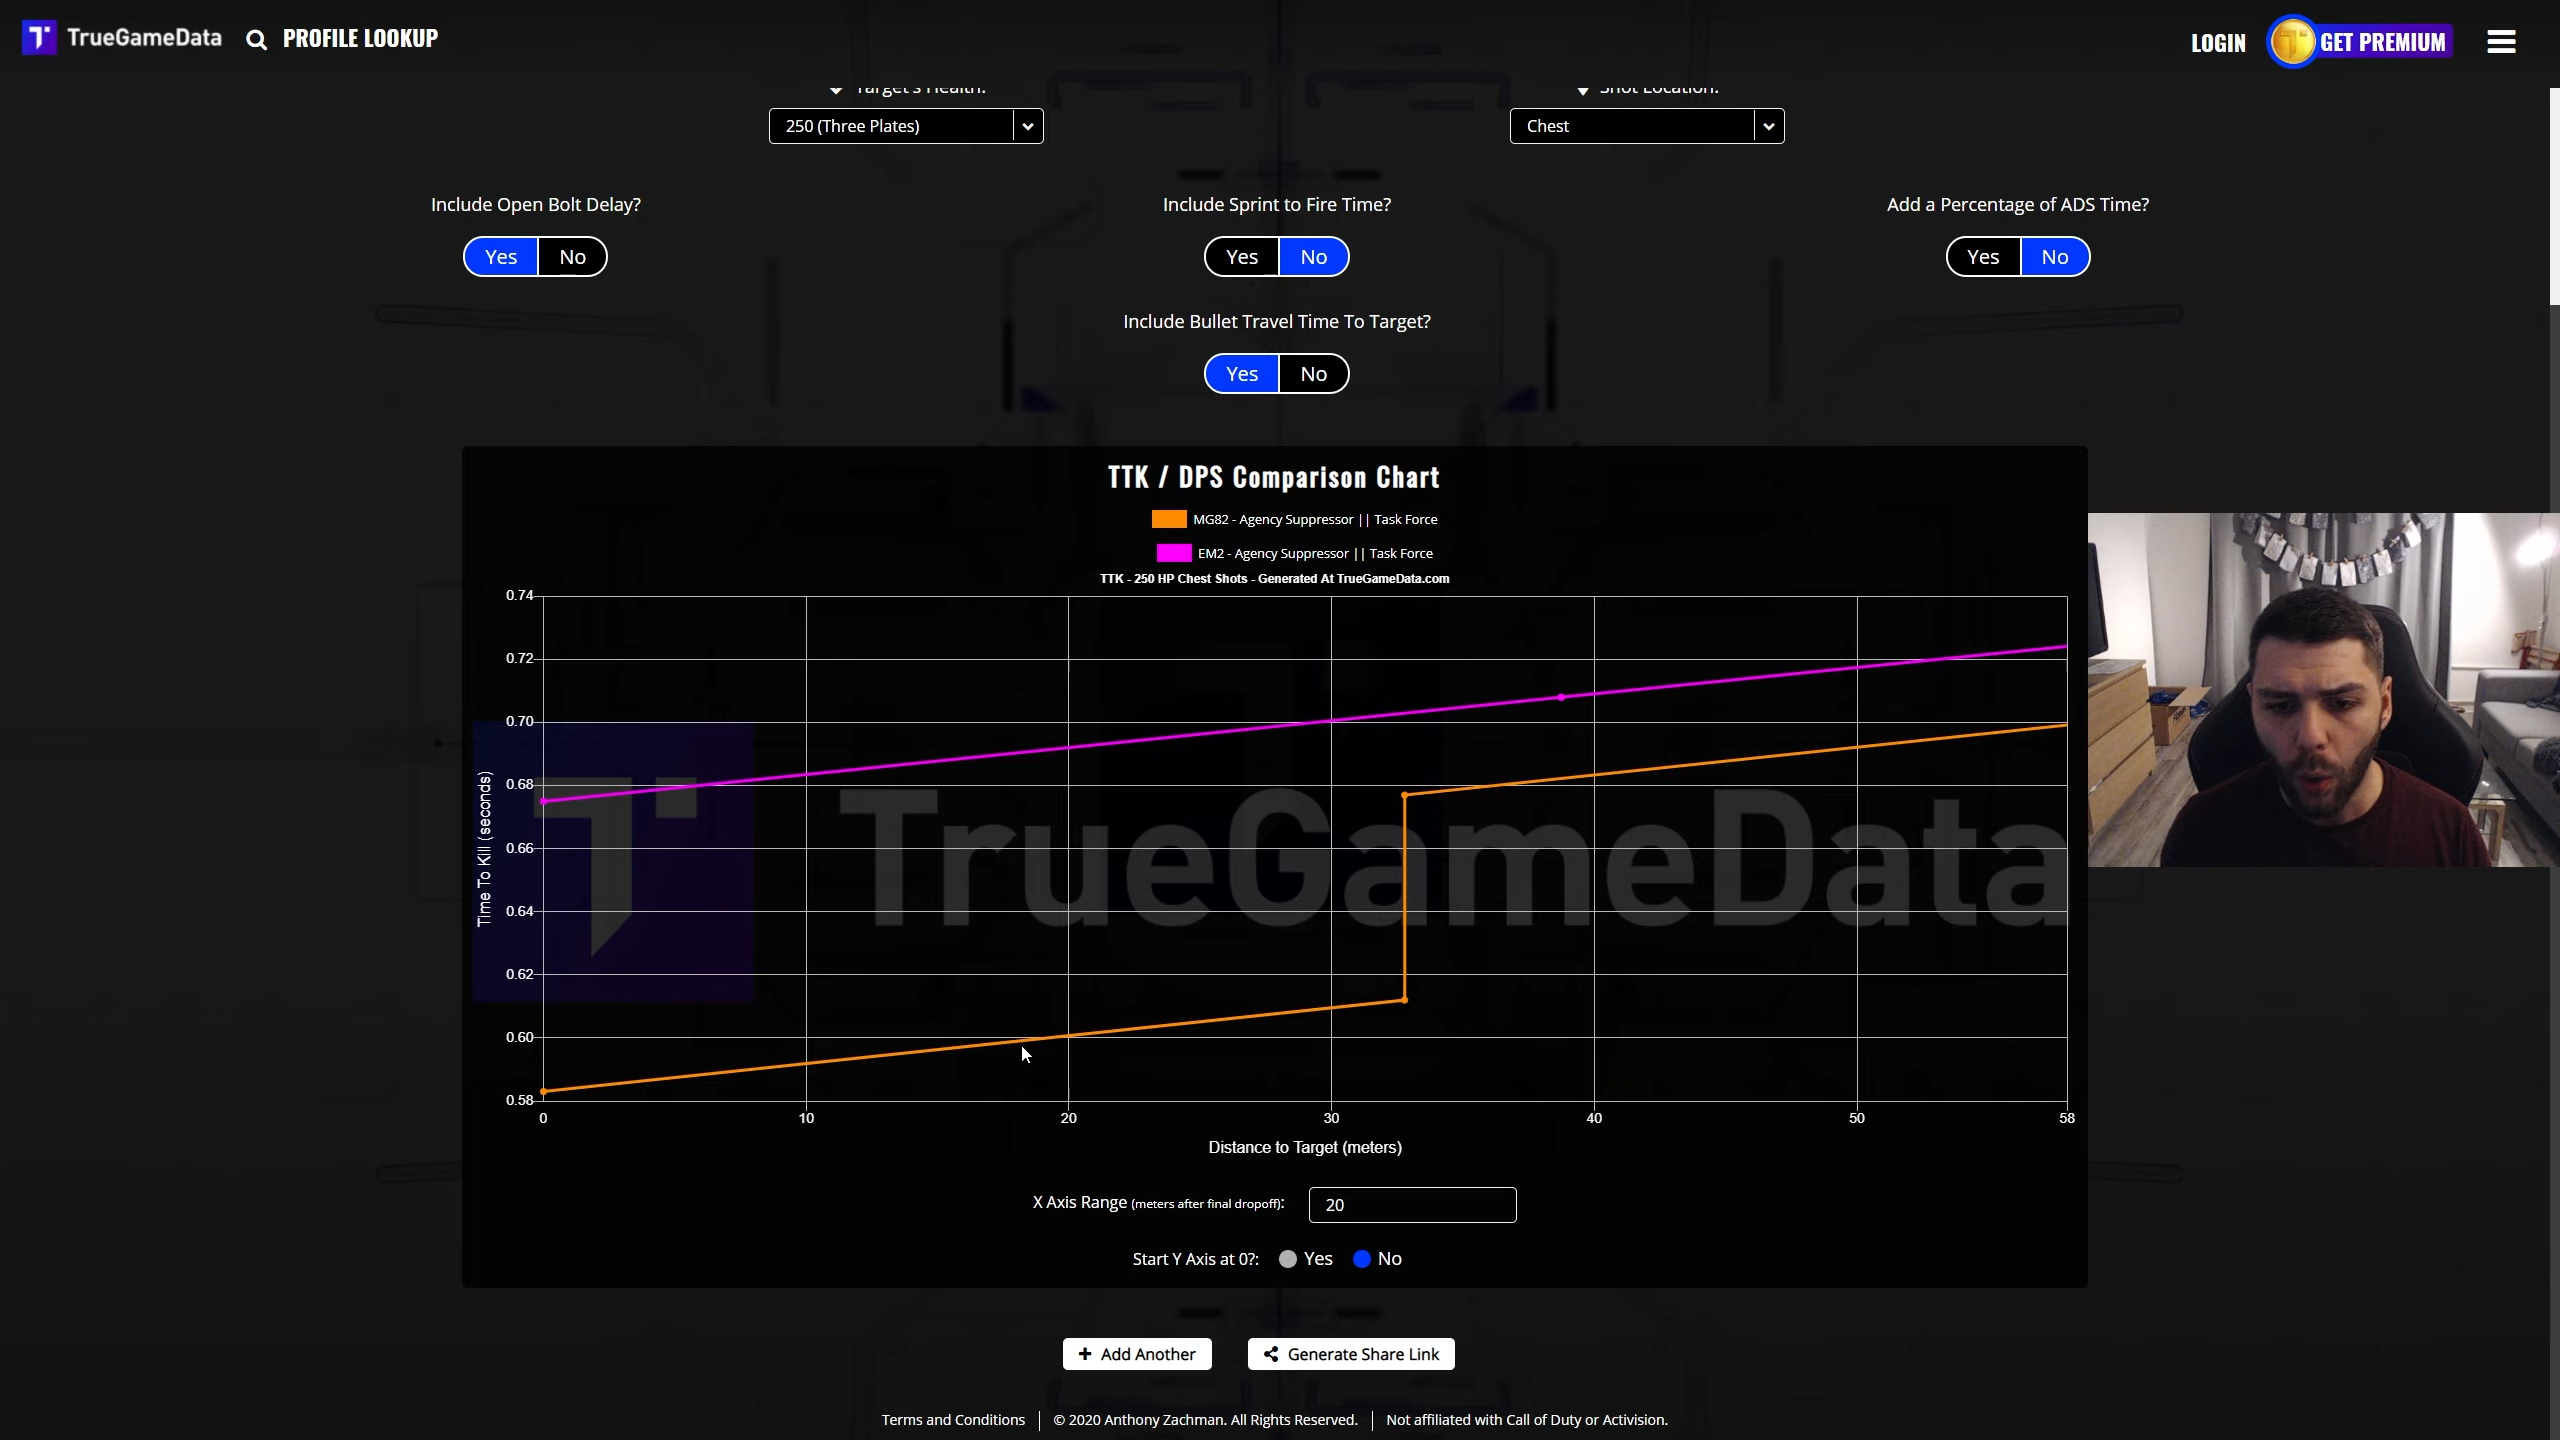 TrueGameData
PROFILE LOOKUP
LOGIN
GET PREMIUM
Target's Health:
Shot Location:
250 (Three Plates)
Chest
Include Open Bolt Delay?
Include Sprint to Fire Time?
Add a Percentage of ADS Time?
Yes No
Yes No
Yes No
Include Bullet Travel Time To Target?
Yes No
TTK / DPS Comparison Chart
MG82 - Agency Suppressor || Task Force
EM2 - Agency Suppressor || Task Force
TTK - 250 HP Chest Shots - Generated At TrueGameData.com
0.74
0.72
0.70
0.68
0.66
0.64
0.62
0.60
0.58
Time To Kill (seconds)
TrueGameData
0 10 20 30 40 50 58
Distance to Target (meters)
X Axis Range (meters after final dropoff): 20
Start Y Axis at 0?: Yes No
+ Add Another
Generate Share Link
Terms and Conditions | © 2020 Anthony Zachman. All Rights Reserved. | Not affiliated with Call of Duty or Activision.